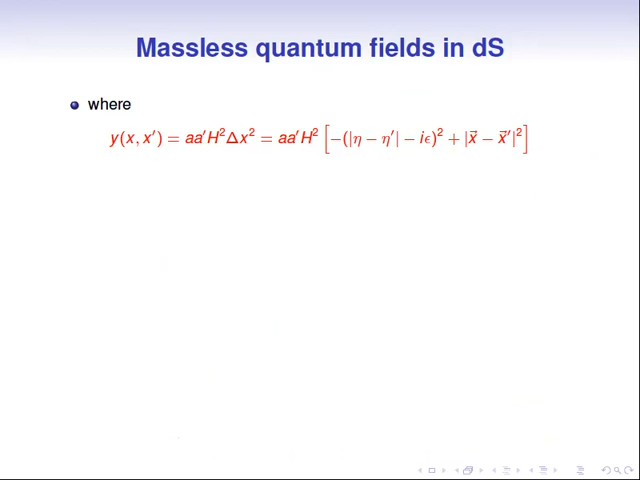 Massless quantum fields in dS
where
y(x, x′) = aa′H²Δx² = aa′H² [−(|η − η′| − iϵ)² + |x⃗ − x⃗′|²]